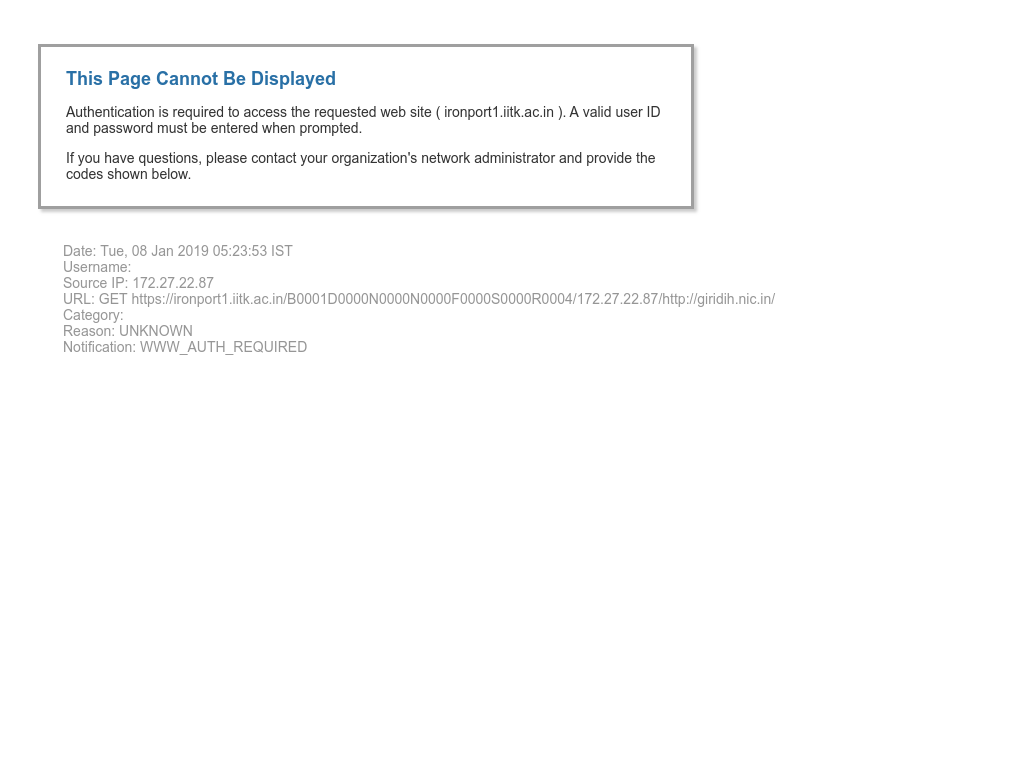 This Page Cannot Be Displayed
Authentication is required to access the requested web site ( ironport1.iitk.ac.in ). A valid user ID
and password must be entered when prompted.
If you have questions, please contact your organization's network administrator and provide the
codes shown below.
Date: Tue, 08 Jan 2019 05:23:53 IST
Username:
Source IP: 172.27.22.87
URL: GET https://ironport1.iitk.ac.in/B0001D0000N0000N0000F0000S0000R0004/172.27.22.87/http://giridih.nic.in/
Category:
Reason: UNKNOWN
Notification: WWW_AUTH_REQUIRED